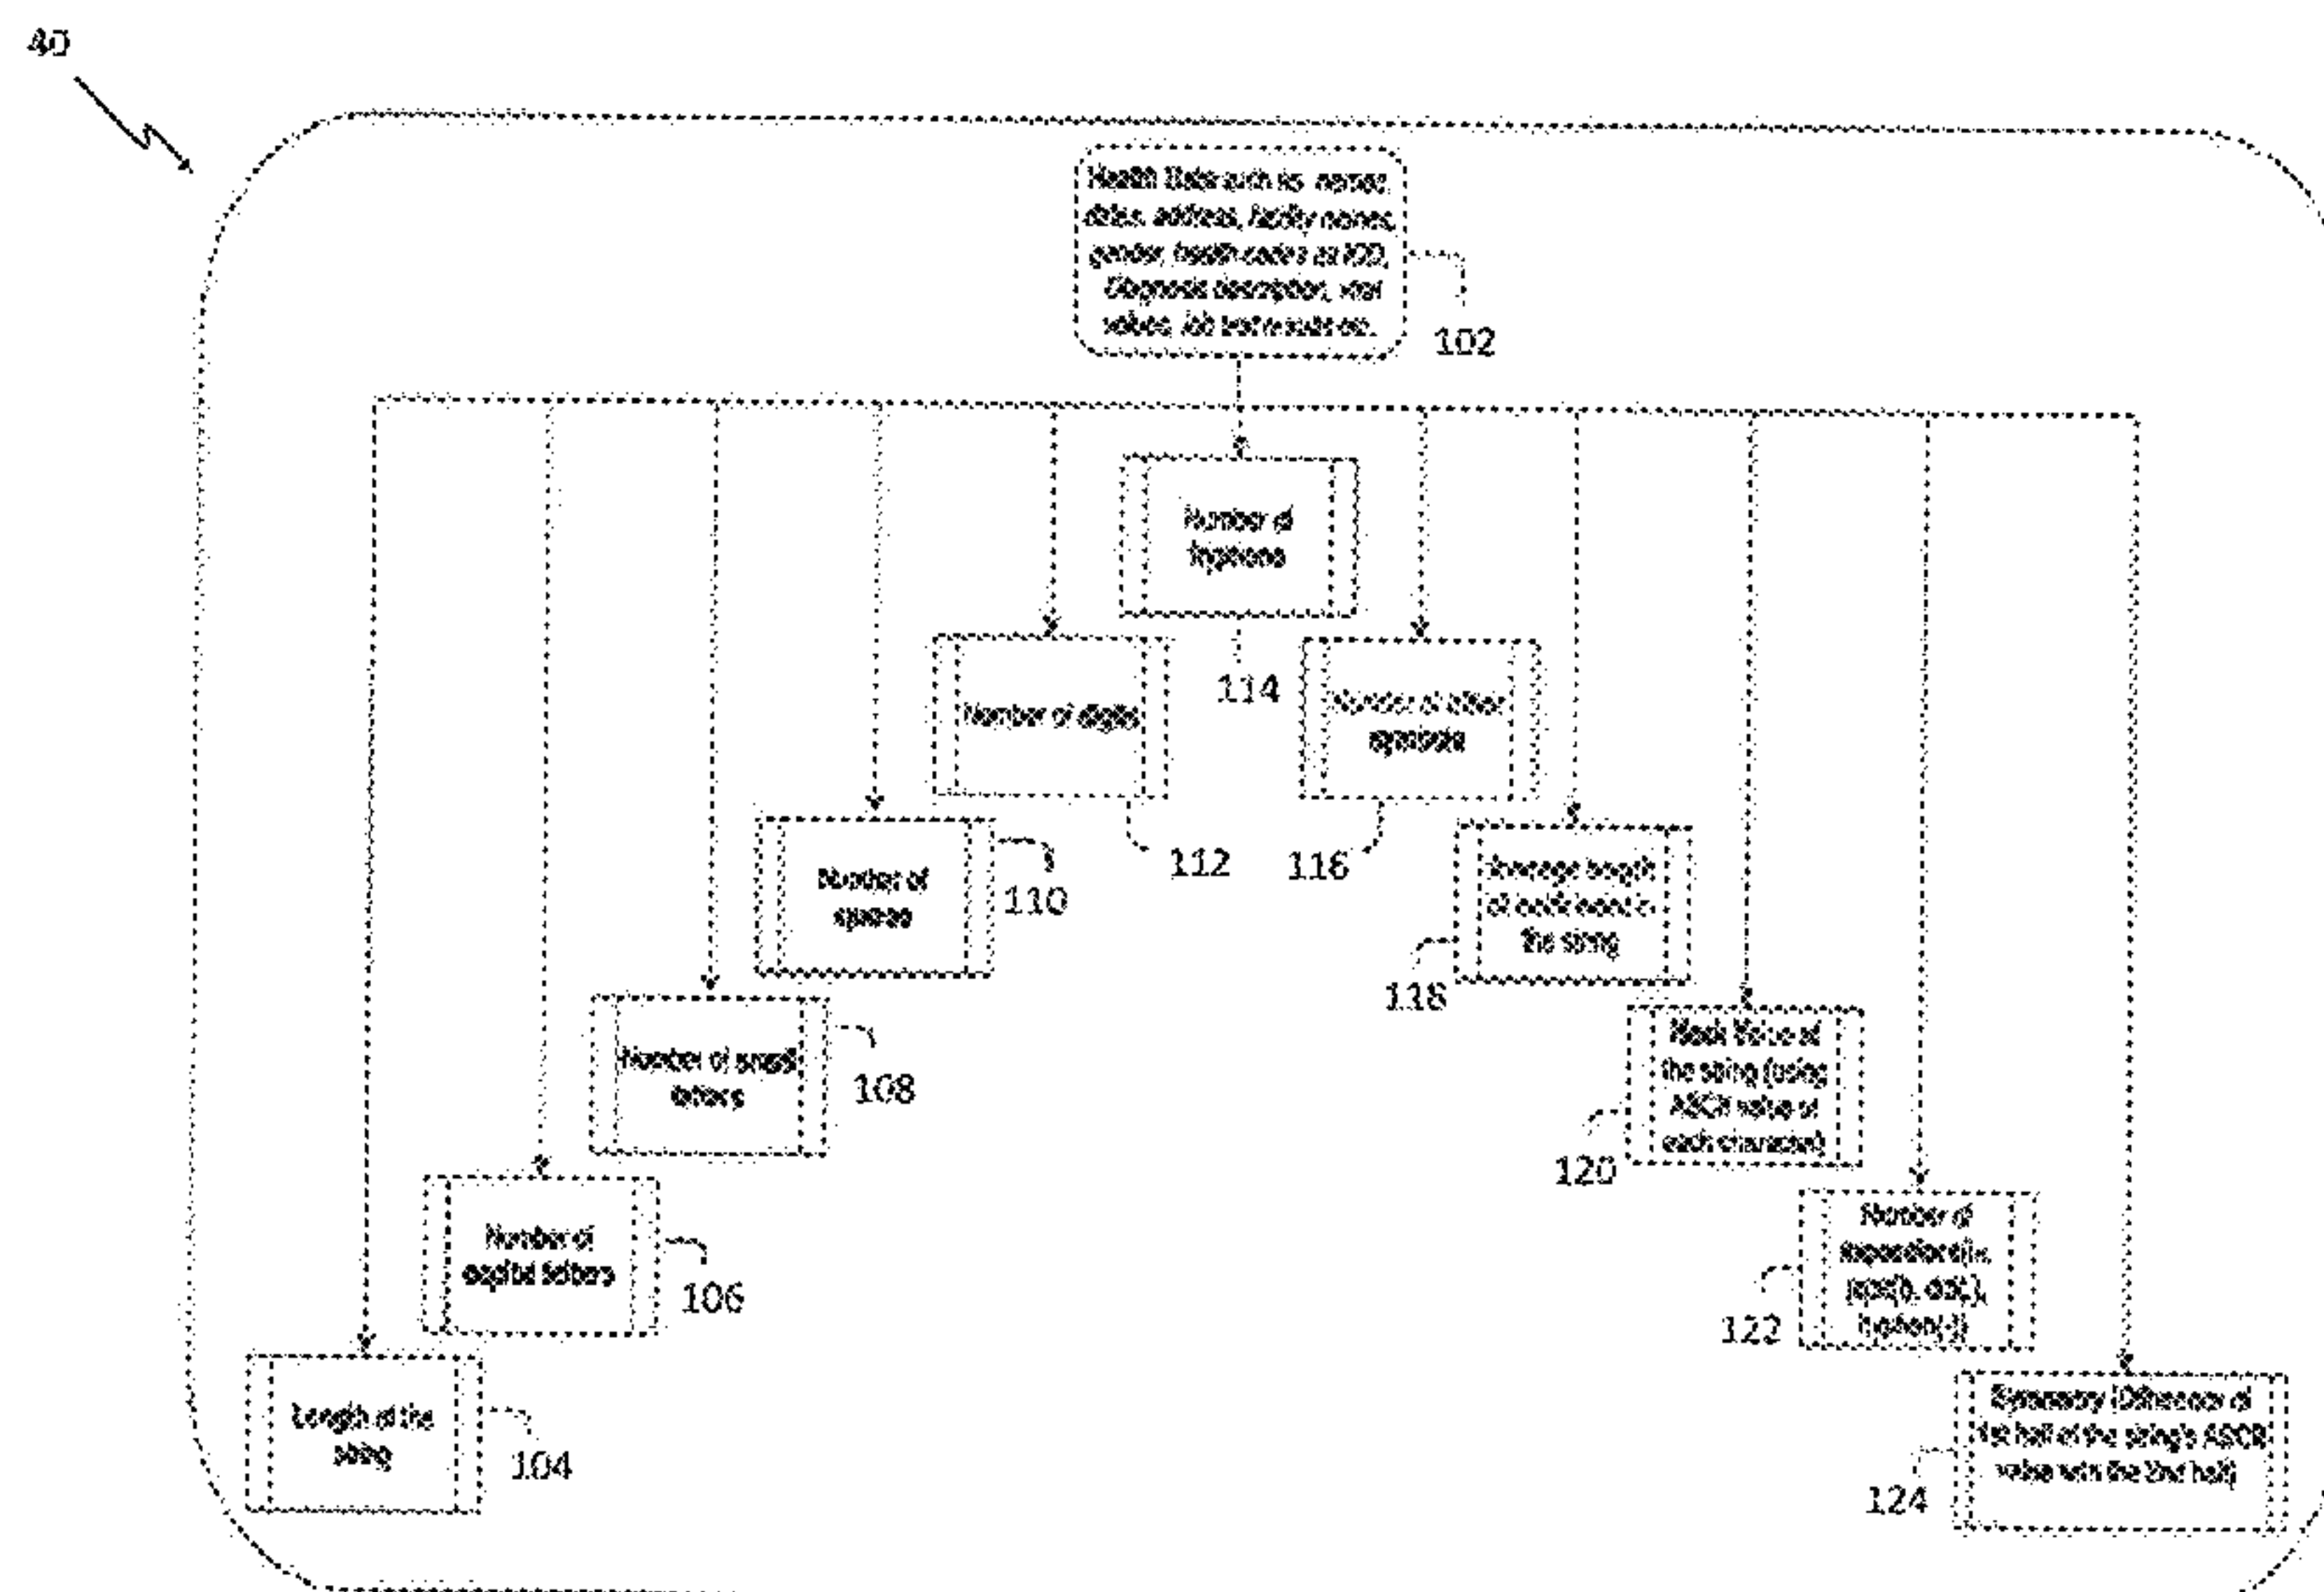 40
Health Data such as names,
dates, address, facility names,
gender, health codes as ICD,
Diagnosis description, vital
values, lab test results etc.
102
Number of
hyphens
114
Number of digits
112
Number of other
symbols
116
Number of
spaces
110
Average length
of each word in
the string
118
Number of small
letters
108
Hash Value of
the string (using
ASCII value of
each character)
120
Number of
capital letters
106
Number of
hyphen(-))
122
Length of the
string
104
Symmetry (Difference of
1st half of the string's ASCII
value with the 2nd half)
124